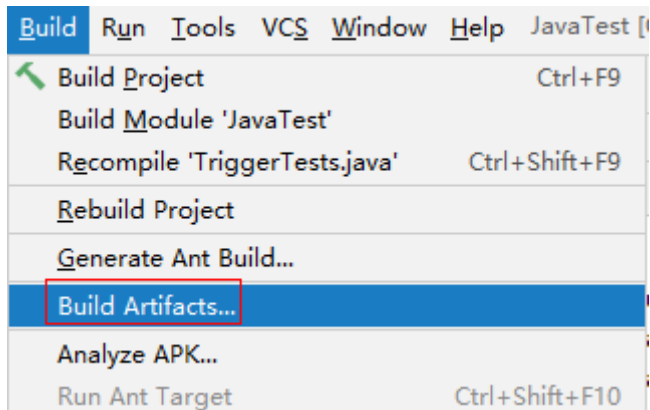 Build Run Tools VCS Window Help JavaTest [
Build Project Ctrl+F9
Build Module 'JavaTest'
Recompile 'TriggerTests.java' Ctrl+Shift+F9
Rebuild Project
Generate Ant Build...
Build Artifacts...
Analyze APK...
Run Ant Target Ctrl+Shift+F10